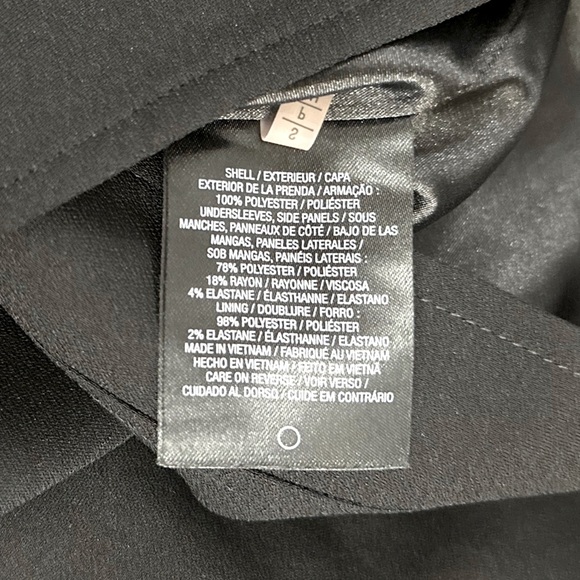 SHELL / EXTERIEUR / CAPA
EXTERIOR DE LA PRENDA / ARMAÇÃO :
100% POLYESTER / POLIÉSTER
UNDERSLEEVES, SIDE PANELS / SOUS
MANCHES, PANNEAUX DE CÔTÉ / BAJO DE LAS
MANGAS, PANELES LATERALES /
SOB MANGAS, PAINÉIS LATERAIS :
78% POLYESTER / POLIÉSTER
18% RAYON / RAYONNE / VISCOSA
4% ELASTANE / ÉLASTHANNE / ELASTANO
LINING / DOUBLURE / FORRO :
98% POLYESTER / POLIÉSTER
2% ELASTANE / ÉLASTHANNE / ELASTANO
MADE IN VIETNAM / FABRIQUÉ AU VIETNAM
HECHO EN VIETNAM / FEITO EM VIETNÃ
CARE ON REVERSE / VOIR VERSO /
CUIDADO AL DORSO / CUIDE EM CONTRÁRIO